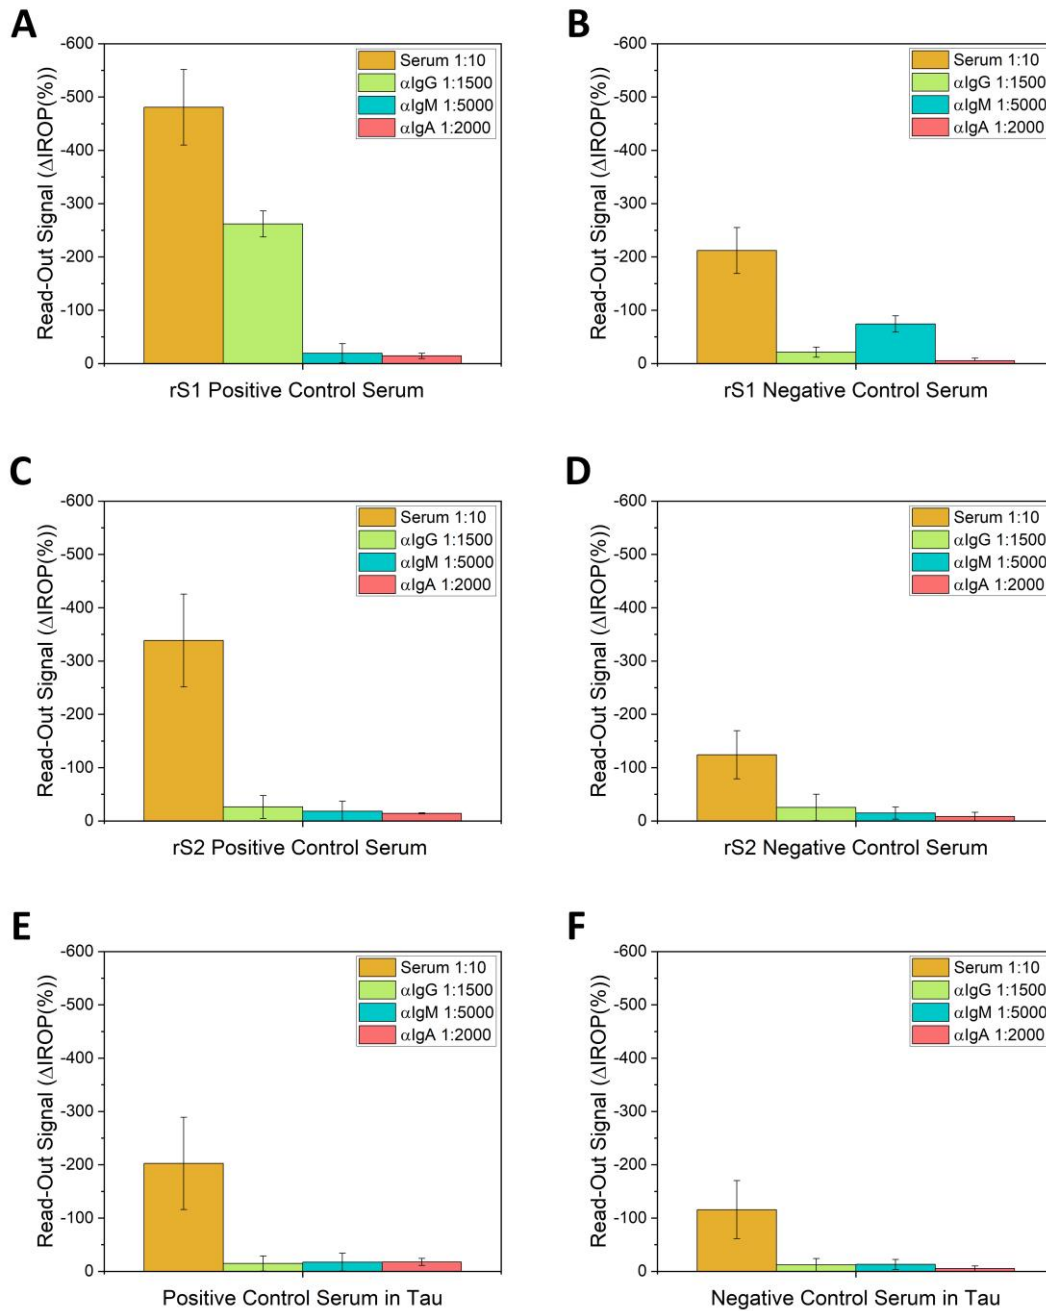 A
Read-Out Signal (ΔIROP(%))
-600
-500
-400
-300
-200
-100
0
Serum 1:10
αIgG 1:1500
αIgM 1:5000
αIgA 1:2000
rS1 Positive Control Serum
B
Read-Out Signal (ΔIROP(%))
-600
-500
-400
-300
-200
-100
0
Serum 1:10
αIgG 1:1500
αIgM 1:5000
αIgA 1:2000
rS1 Negative Control Serum
C
Read-Out Signal (ΔIROP(%))
-600
-500
-400
-300
-200
-100
0
Serum 1:10
αIgG 1:1500
αIgM 1:5000
αIgA 1:2000
rS2 Positive Control Serum
D
Read-Out Signal (ΔIROP(%))
-600
-500
-400
-300
-200
-100
0
Serum 1:10
αIgG 1:1500
αIgM 1:5000
αIgA 1:2000
rS2 Negative Control Serum
E
Read-Out Signal (ΔIROP(%))
-600
-500
-400
-300
-200
-100
0
Serum 1:10
αIgG 1:1500
αIgM 1:5000
αIgA 1:2000
Positive Control Serum in Tau
F
Read-Out Signal (ΔIROP(%))
-600
-500
-400
-300
-200
-100
0
Serum 1:10
αIgG 1:1500
αIgM 1:5000
αIgA 1:2000
Negative Control Serum in Tau